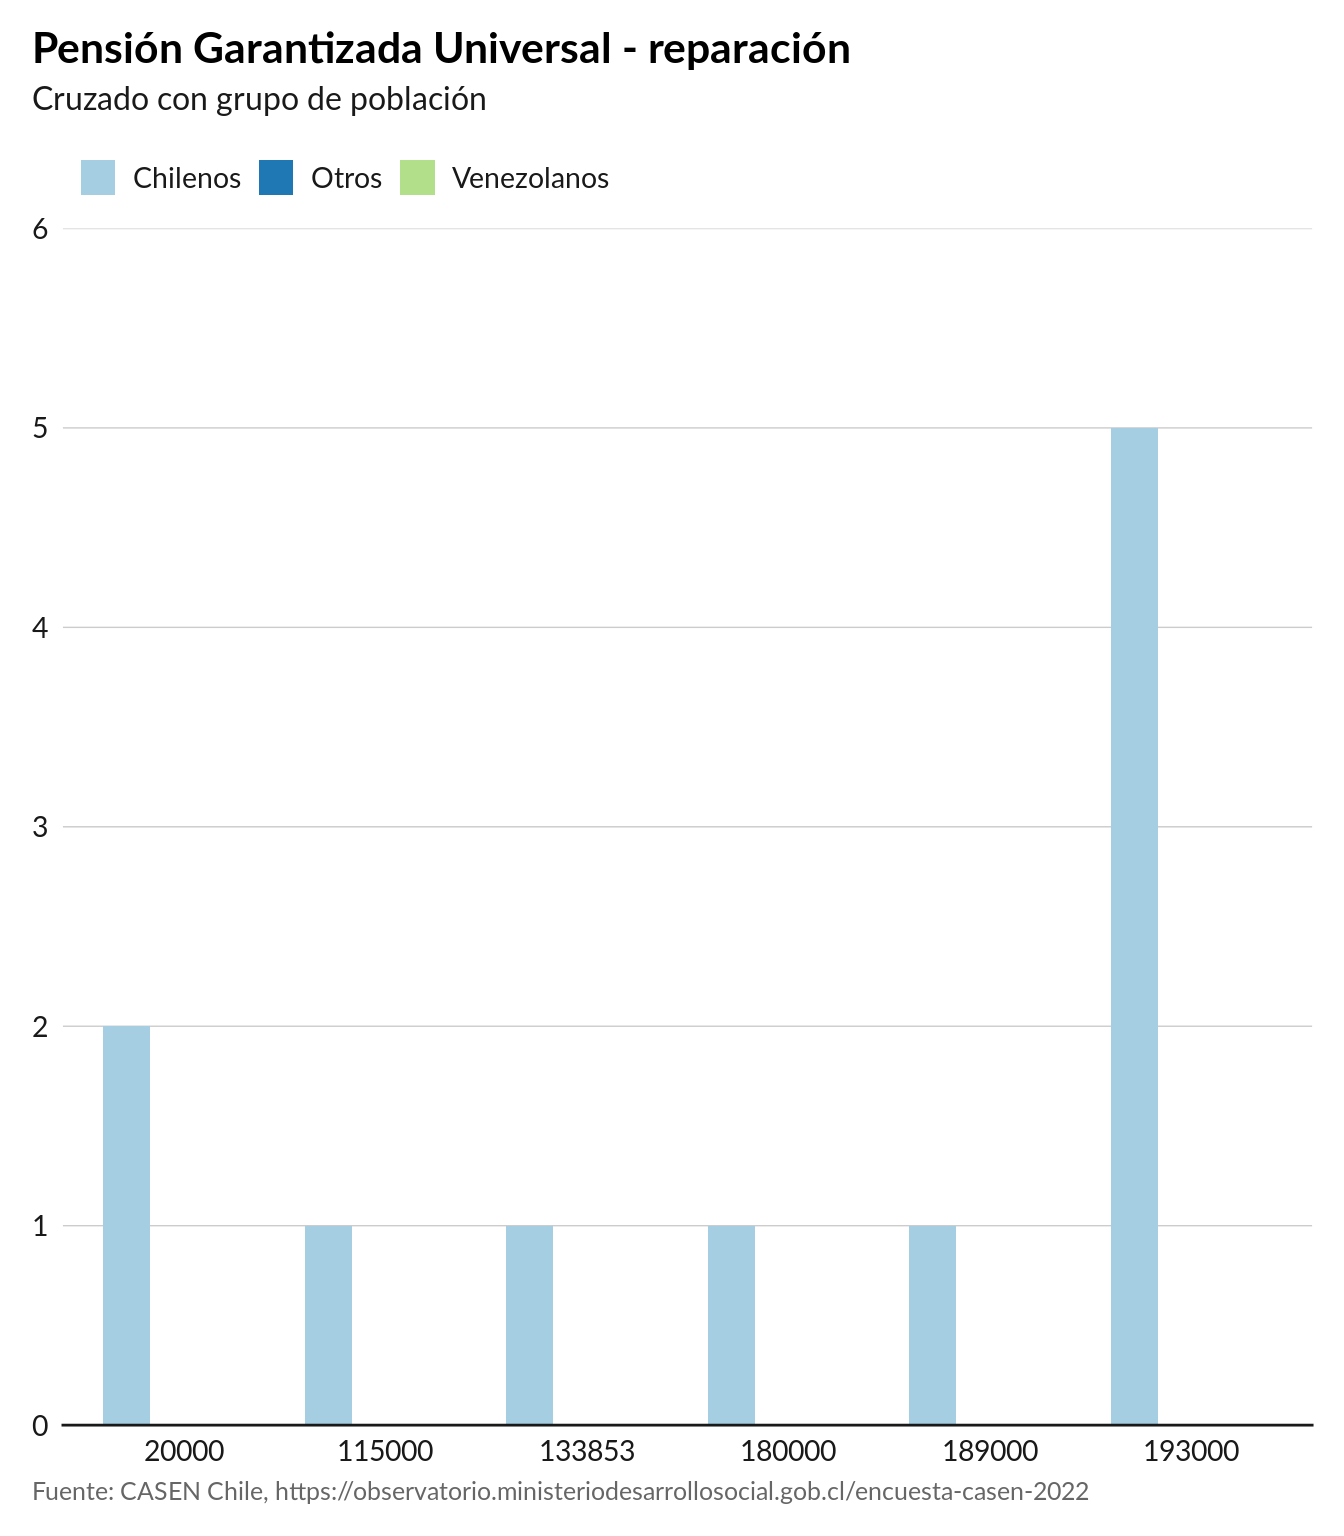 Pensión Garantizada Universal - reparación
Cruzado con grupo de población
Chilenos Otros Venezolanos
6
5
4
3
2
1
0
20000 115000 133853 180000 189000 193000
Fuente: CASEN Chile, https://observatorio.ministeriodesarrollosocial.gob.cl/encuesta-casen-2022